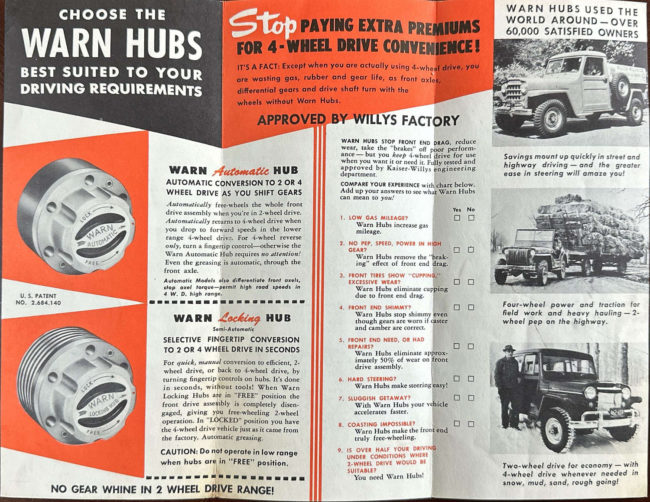 CHOOSE THE
WARN HUBS
BEST SUITED TO YOUR
DRIVING REQUIREMENTS
LOCK
WARN
AUTOMATIC
FREE
U. S. PATENT
NO. 2,684,140
LOCK
WARN
LOCKING HUB
FREE
WARN Automatic HUB
AUTOMATIC CONVERSION TO 2 OR 4
WHEEL DRIVE AS YOU SHIFT GEARS
Automatically free-wheels the whole front
drive assembly when you're in 2-wheel drive.
Automatically returns to 4-wheel drive when
you drop to forward speeds in the lower
range 4-wheel drive. For 4-wheel reverse
only, turn a fingertip control—otherwise the
Warn Automatic Hub requires no attention!
Even the greasing is automatic, through the
front axle.
Automatic Models also differentiate front axles,
stop axle torque—permit high road speeds in
4 W. D. high range.
WARN Locking HUB
Semi-Automatic
SELECTIVE FINGERTIP CONVERSION
TO 2 OR 4 WHEEL DRIVE IN SECONDS
For quick, manual conversion to efficient, 2-
wheel drive, or back to 4-wheel drive, by
turning fingertip controls on hubs. It's done
in seconds, without tools! When Warn
Locking Hubs are in "FREE" position the
front drive assembly is completely disen-
gaged, giving you free-wheeling 2-wheel
operation. In "LOCKED" position you have
the 4-wheel drive vehicle just as it came from
the factory. Automatic greasing.
CAUTION: Do not operate in low range
when hubs are in "FREE" position.
NO GEAR WHINE IN 2 WHEEL DRIVE RANGE!
Stop PAYING EXTRA PREMIUMS
FOR 4-WHEEL DRIVE CONVENIENCE!
IT'S A FACT: Except when you are actually using 4-wheel drive, you
are wasting gas, rubber and gear life, as front axles,
differential gears and drive shaft turn with the
wheels without Warn Hubs.
APPROVED BY WILLYS FACTORY
WARN HUBS STOP FRONT END DRAG, reduce
wear, take the "brakes" off poor perform-
ance—but you keep 4-wheel drive for use
when you want it or need it. Fully tested and
approved by Kaiser-Willys engineering
department.
COMPARE YOUR EXPERIENCE with chart below.
Add up your answers to see what Warn Hubs
can mean to you!
Yes No
1. LOW GAS MILEAGE?
Warn Hubs increase gas
mileage.
2. NO PEP, SPEED, POWER IN HIGH
GEAR?
Warn Hubs remove the "brak-
ing" effect of front end drag.
3. FRONT TIRES SHOW "CUPPING,"
EXCESSIVE WEAR?
Warn Hubs eliminate cupping
due to front end drag.
4. FRONT END SHIMMY?
Warn Hubs stop shimmy even
though gears are worn if caster
and camber are correct.
5. FRONT END NEED, OR HAD
REPAIRS?
Warn Hubs eliminate approx-
imately 50% of wear on front
drive assembly.
6. HARD STEERING?
Warn Hubs make steering easy!
7. SLUGGISH GETAWAY?
With Warn Hubs your vehicle
accelerates faster.
8. COASTING IMPOSSIBLE?
Warn Hubs make the front end
truly free-wheeling.
9. IS OVER HALF YOUR DRIVING
UNDER CONDITIONS WHERE
2-WHEEL DRIVE WOULD BE
SUITABLE?
You need Warn Hubs!
WARN HUBS USED THE
WORLD AROUND—OVER
60,000 SATISFIED OWNERS
Savings mount up quickly in street and
highway driving—and the greater
ease in steering will amaze you!
Four-wheel power and traction for
field work and heavy hauling—2-
wheel pep on the highway.
Two-wheel drive for economy—with
4-wheel drive whenever needed in
snow, mud, sand, rough going!